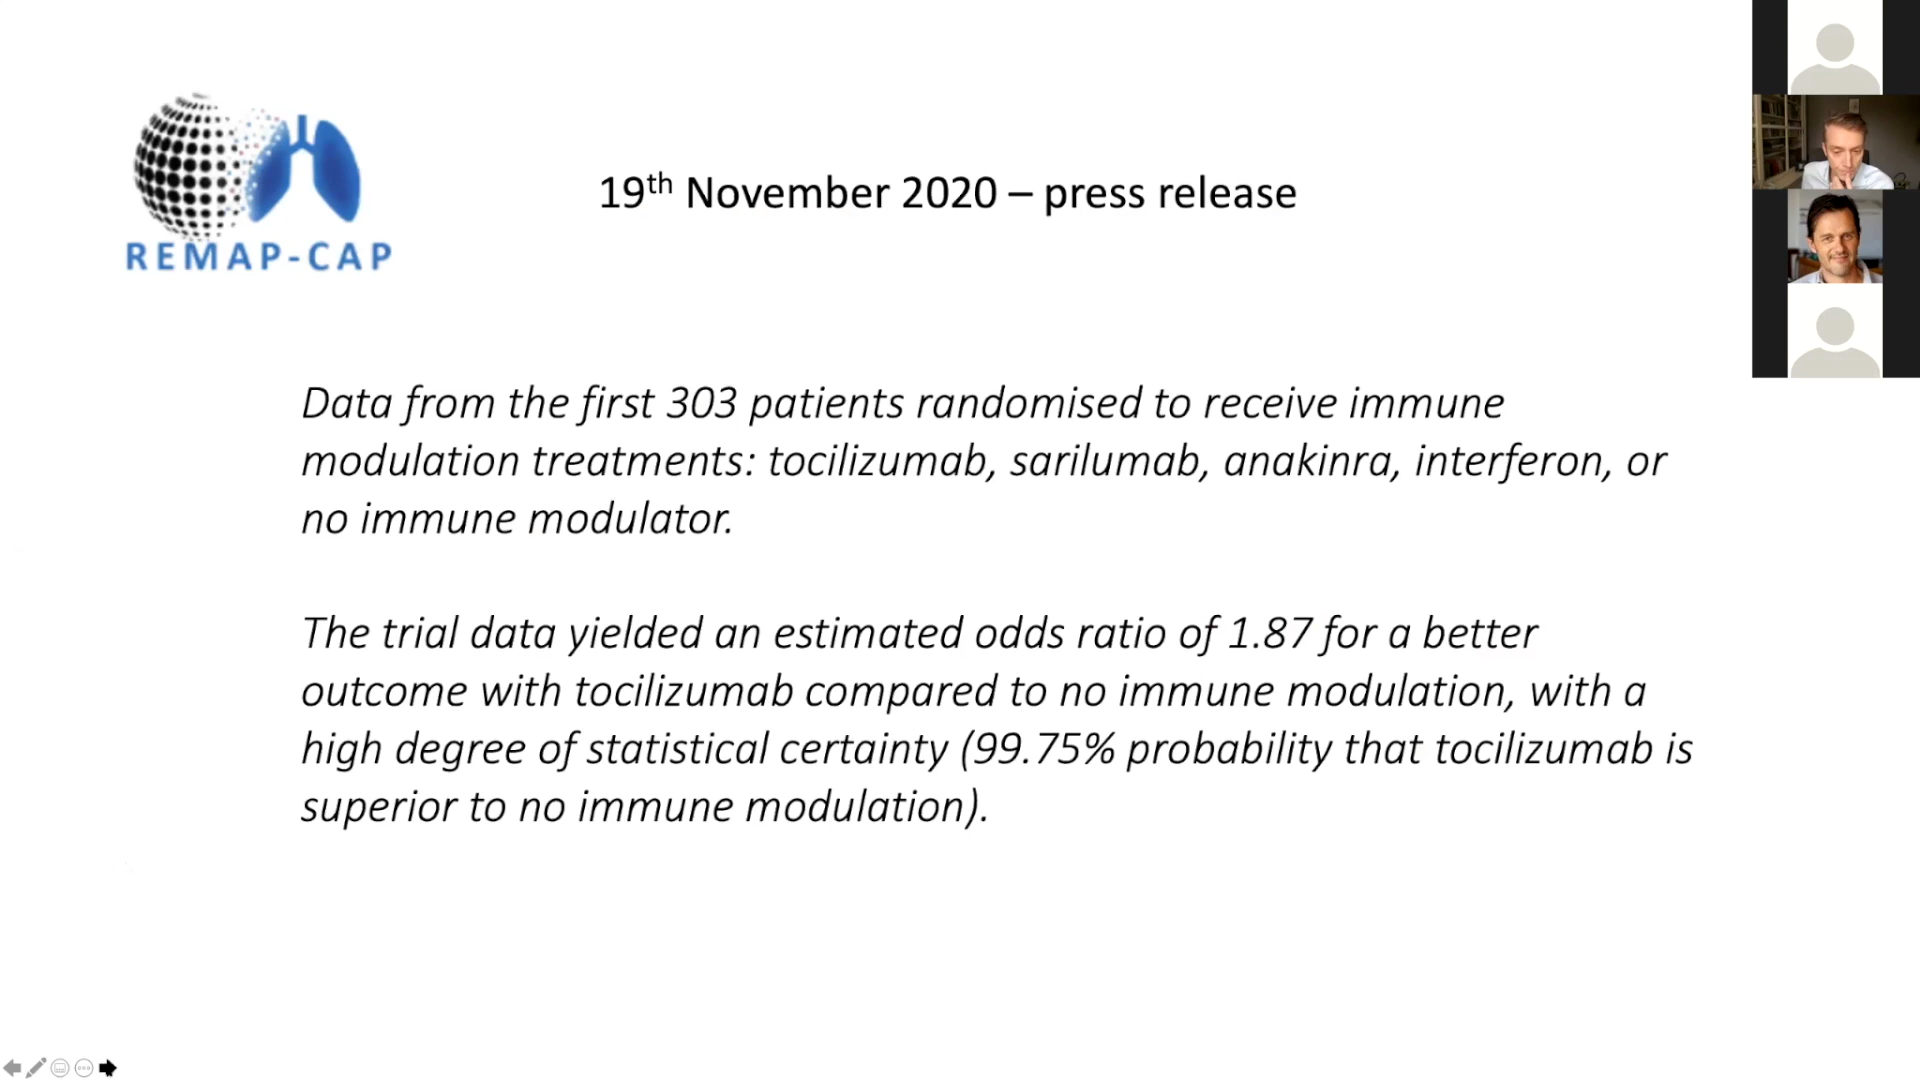 REMAP-CAP
19th November 2020 – press release
Data from the first 303 patients randomised to receive immune
modulation treatments: tocilizumab, sarilumab, anakinra, interferon, or
no immune modulator.
The trial data yielded an estimated odds ratio of 1.87 for a better
outcome with tocilizumab compared to no immune modulation, with a
high degree of statistical certainty (99.75% probability that tocilizumab is
superior to no immune modulation).